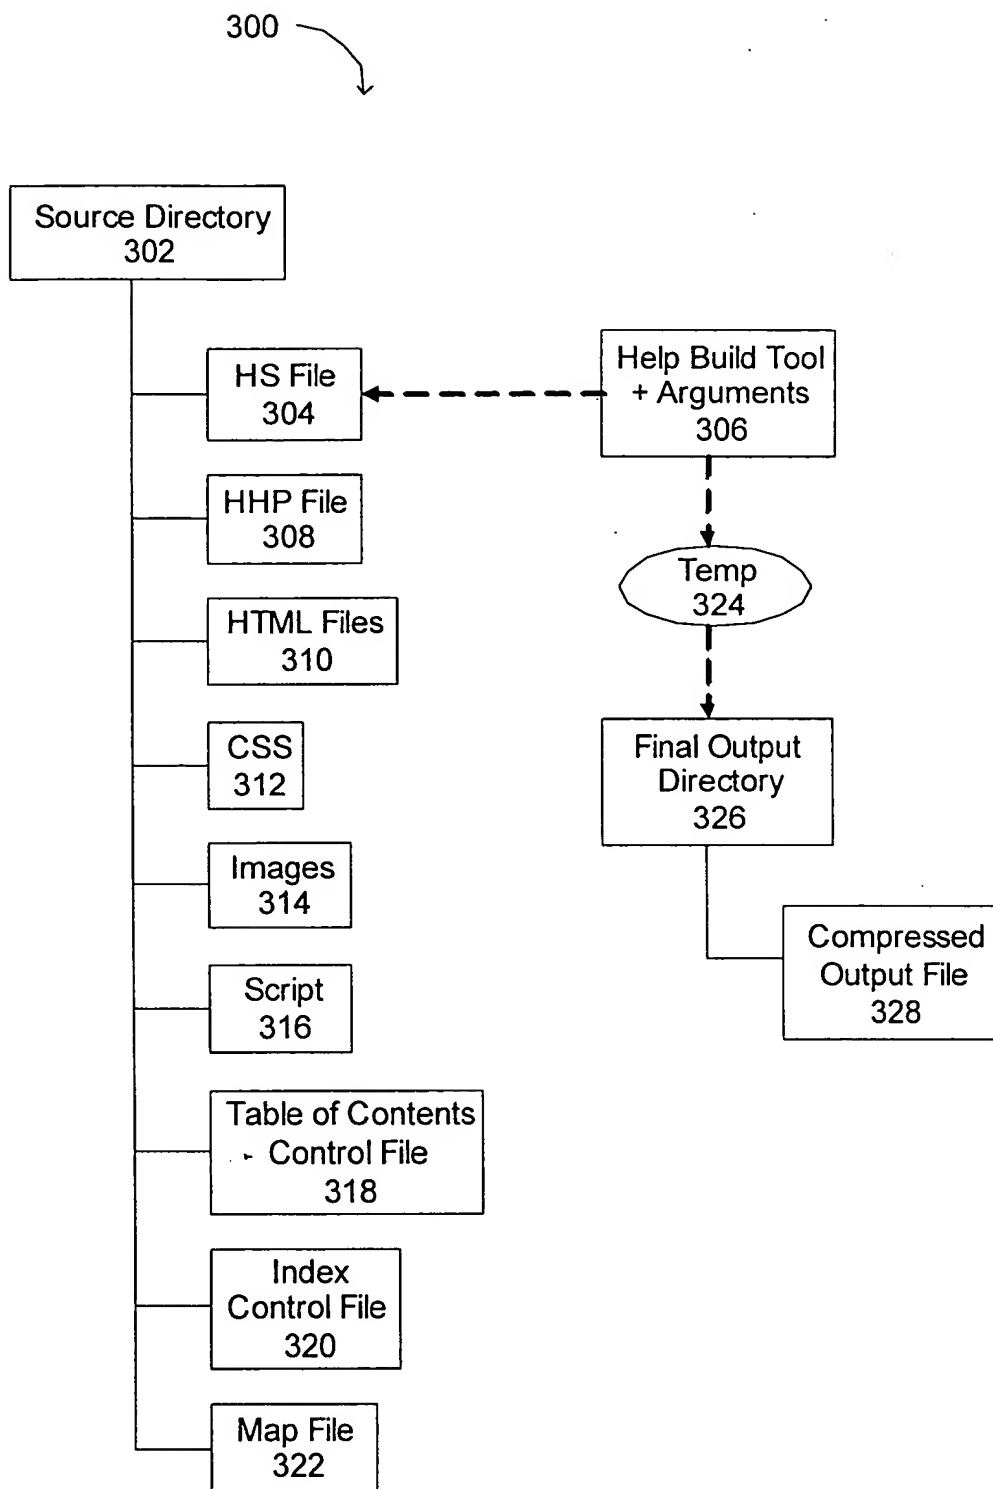 300
Source Directory
302
HS File
304
Help Build Tool
+ Arguments
306
HHP File
308
Temp
324
HTML Files
310
Final Output
Directory
326
CSS
312
Images
314
Compressed
Output File
328
Script
316
Table of Contents
Control File
318
Index
Control File
320
Map File
322